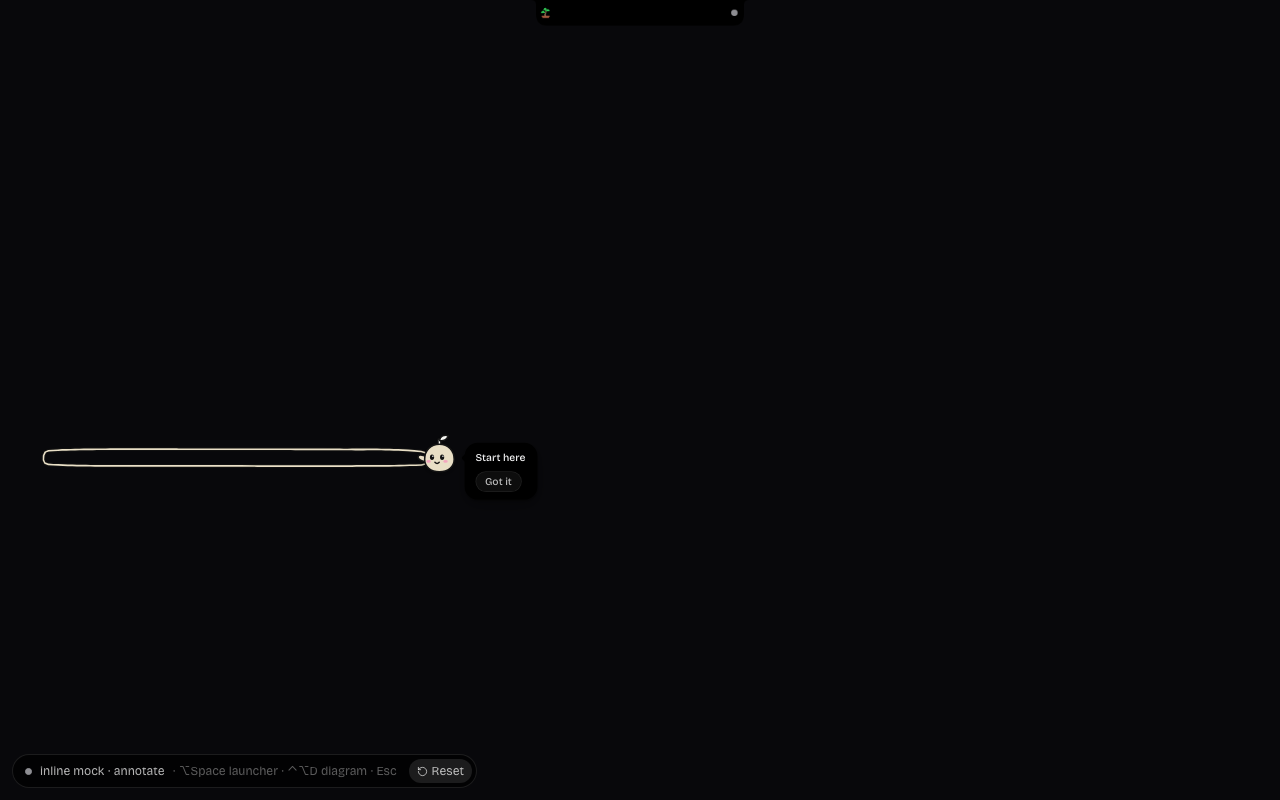 Start here
Got it
inline mock · annotate · ⌥Space launcher · ^⌥D diagram · Esc Reset